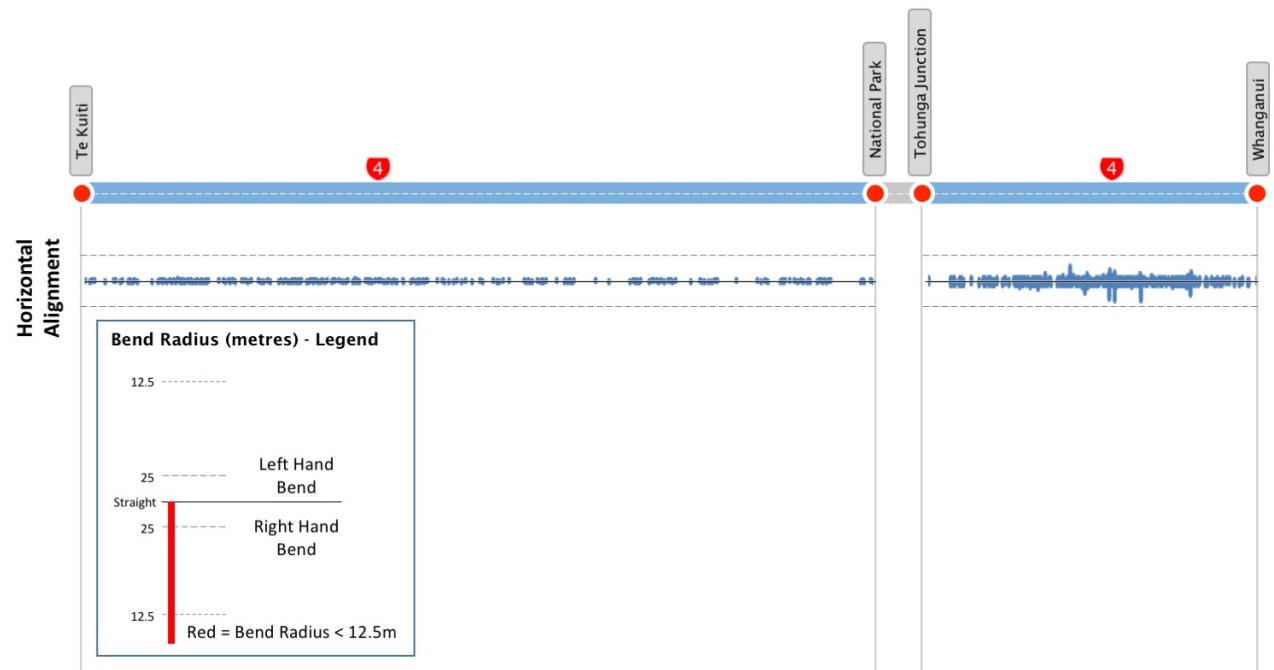 Te Kuiti
National Park
Tohunga Junction
Whanganui
4
4
Horizontal
Alignment
Bend Radius (metres) - Legend
12.5
25
Straight
25
12.5
Left Hand
Bend
Right Hand
Bend
Red = Bend Radius < 12.5m